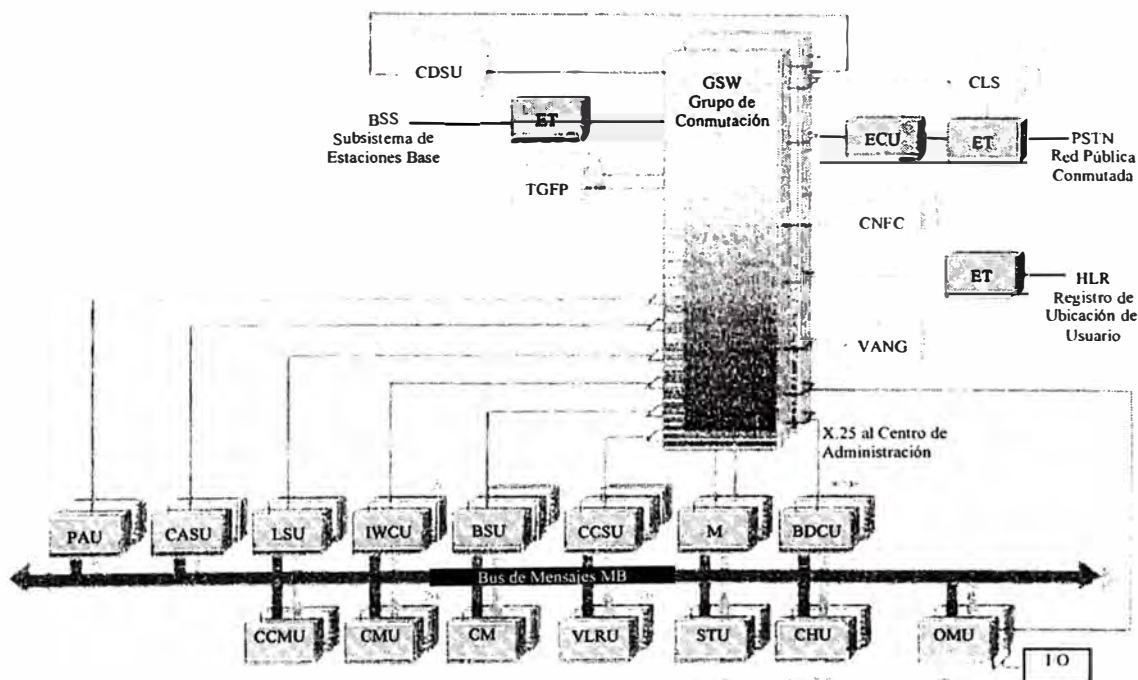 CDSU
GSW
Grupo de
Conmutación
CLS
BSS
Subsistema de
Estaciones Base
ET
ECU
ET
PSTN
Red Pública
Conmutada
TGFP
CNFC
ET
HLR
Registro de
Ubicación de
Usuario
VANG
X.25 al Centro de
Administración
PAU
CASU
LSU
IWCU
BSU
CCSU
M
BDCU
Bus de Mensajes MB
CCMU
CMU
CM
VLRU
STU
CHU
OMU
I O